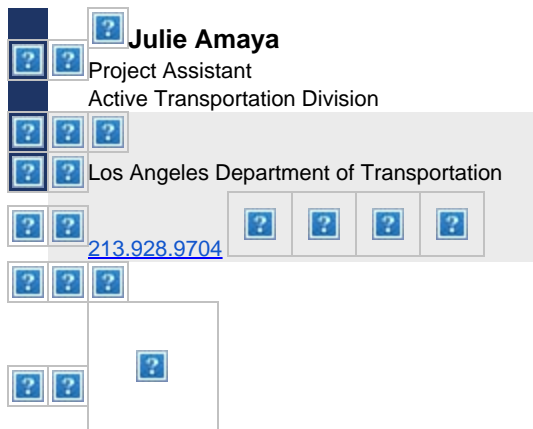 Julie Amaya
Project Assistant
Active Transportation Division
Los Angeles Department of Transportation
213.928.9704